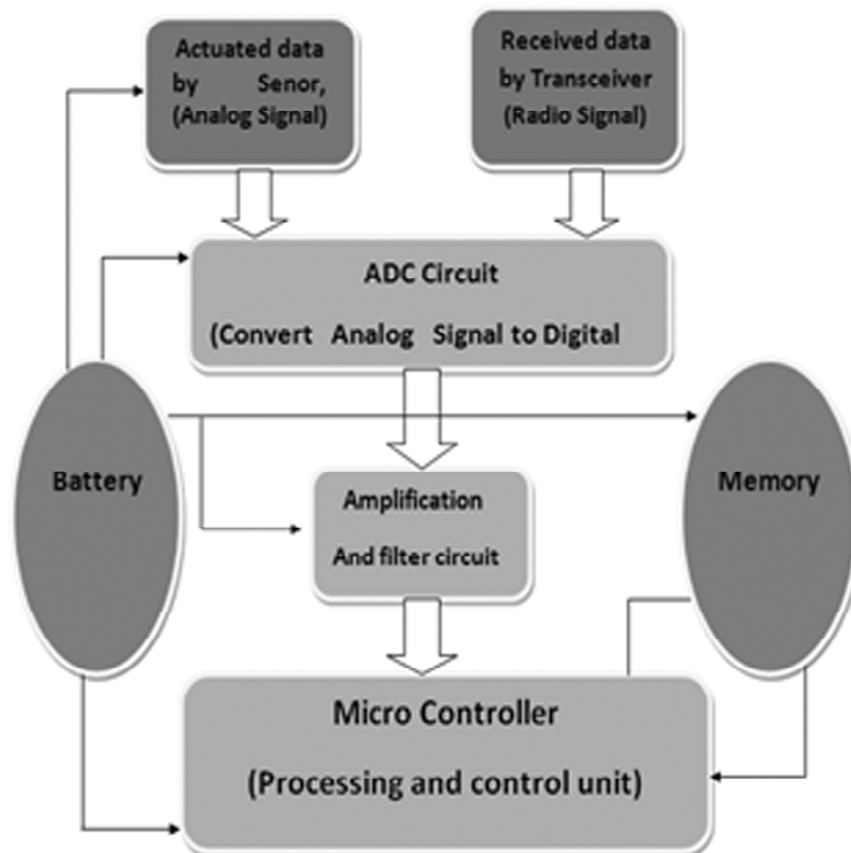 Actuated data
by Senor,
(Analog Signal)
Received data
by Transceiver
(Radio Signal)
ADC Circuit
(Convert Analog Signal to Digital
Battery
Memory
Amplification
And filter circuit
Micro Controller
(Processing and control unit)